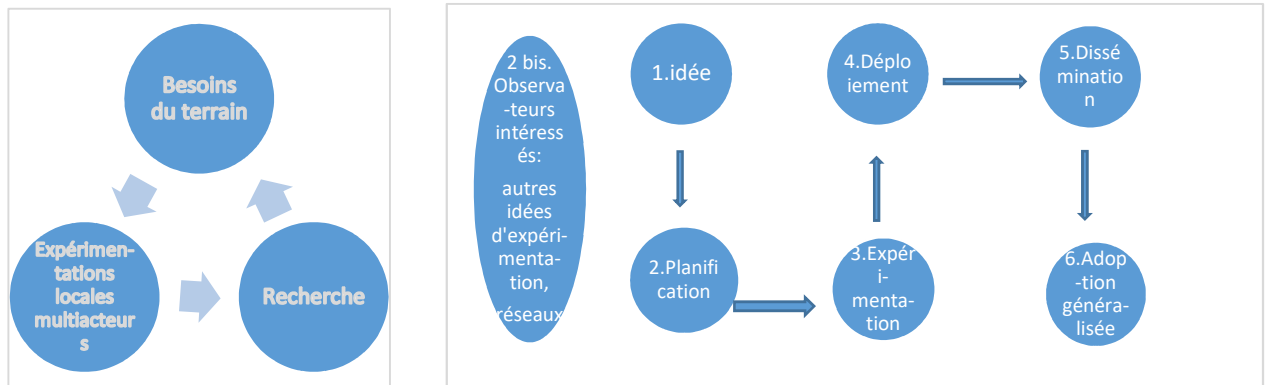 Besoins
du terrain
Expérimen-
tations
locales
multiacteur
s
Recherche
2 bis.
Observa
-teurs
intéress
és:
autres
idées
d'expéri-
menta-
tion,
réseaux
1.idée
2.Planifi
cation
3.Expér
i-
menta-
tion
4.Déplo
iement
5.Dissé
minatio
n
6.Adop
-tion
généra-
lisée